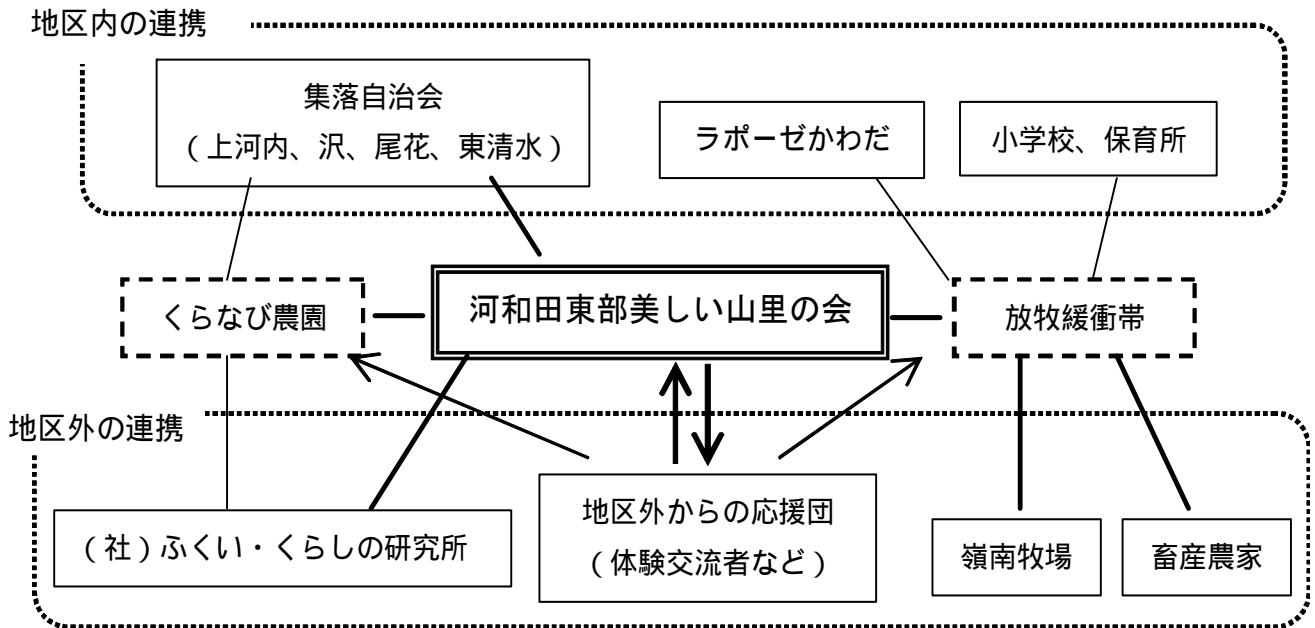 地区内の連携
集落自治会
（上河内、沢、尾花、東清水）
ラポーゼかわだ
小学校、保育所
くらなび農園
河和田東部美しい山里の会
放牧緩衝帯
地区外の連携
（社）ふくい・くらしの研究所
地区外からの応援団
（体験交流者など）
嶺南牧場
畜産農家